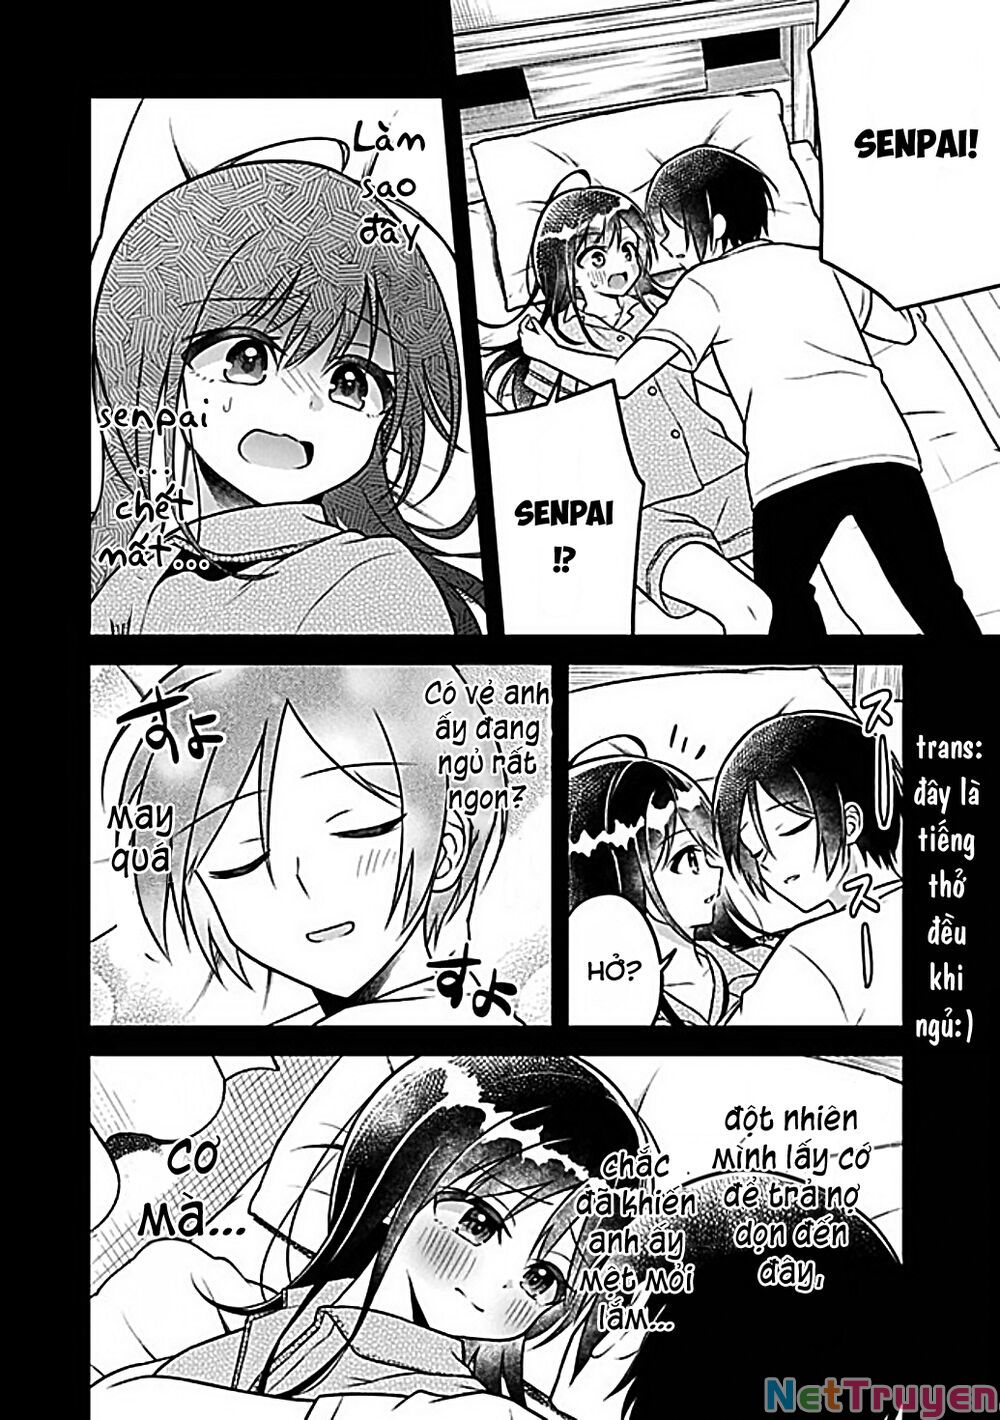 SENPAI!
SENPAI
!?
Làm
sao
đây
senpai
...
chết
mất...
スー
スー
HỞ?
trans:
đây là
tiếng
thở
đều
khi
ngủ:)
Có vẻ anh
ấy đang
ngủ rất
ngon?
すよ
may
quá
すよ
đột nhiên
mình lấy cớ
để trả nợ
dọn đến
đây,
chắc
đã khiến
anh ấy
mệt mỏi
lắm...
cơ
mà...
NetTruyen